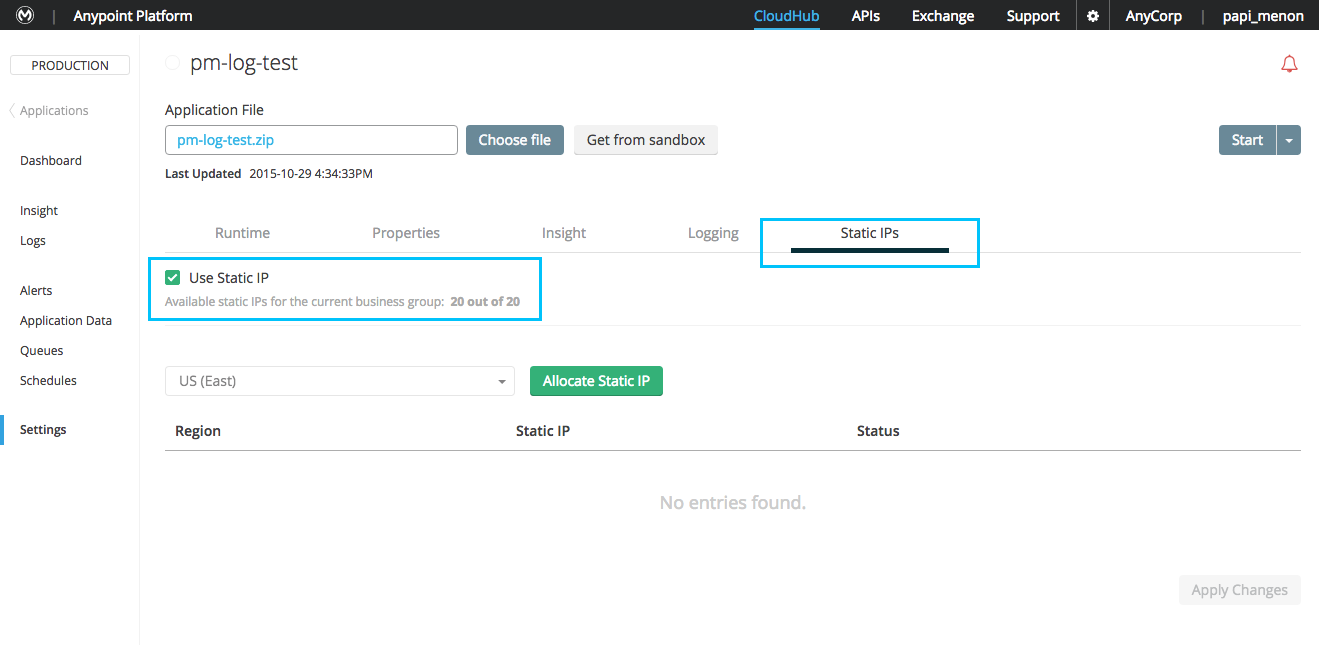 Anypoint Platform
CloudHub APIs Exchange Support AnyCorp | papi_menon
PRODUCTION
Applications
Dashboard
Insight
Logs
Alerts
Application Data
Queues
Schedules
Settings
pm-log-test
Application File
pm-log-test.zip Choose file Get from sandbox Start
Last Updated 2015-10-29 4:34:33PM
Runtime Properties Insight Logging Static IPs
Use Static IP
Available static IPs for the current business group: 20 out of 20
US (East) Allocate Static IP
Region Static IP Status
No entries found.
Apply Changes